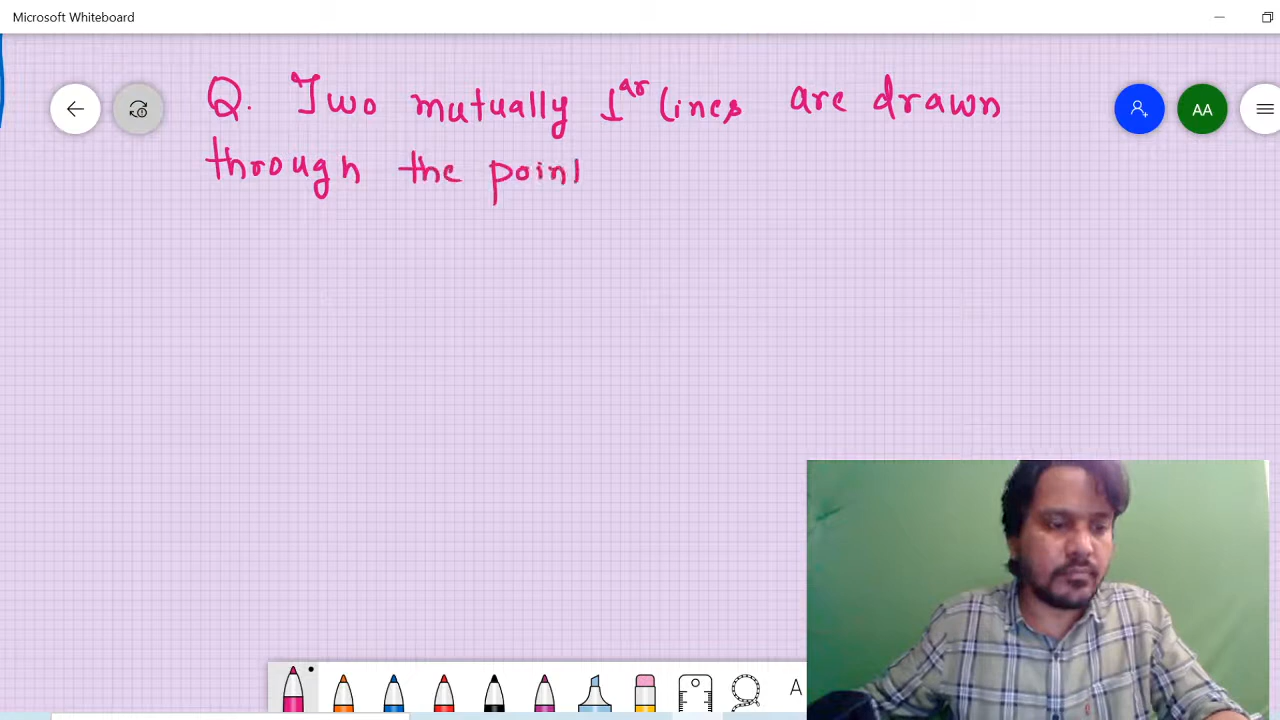 Microsoft Whiteboard
Q. Two mutually ⊥ar lines are drawn
through the point
AA
A